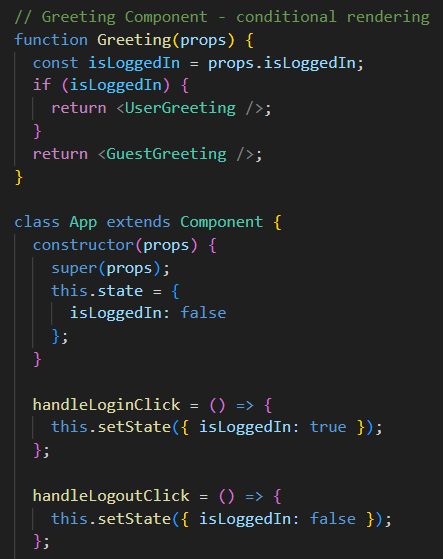 // Greeting Component - conditional rendering
function Greeting(props) {
  const isLoggedIn = props.isLoggedIn;
  if (isLoggedIn) {
    return <UserGreeting />;
  }
  return <GuestGreeting />;
}

class App extends Component {
  constructor(props) {
    super(props);
    this.state = {
      isLoggedIn: false
    };
  }

  handleLoginClick = () => {
    this.setState({ isLoggedIn: true });
  };

  handleLogoutClick = () => {
    this.setState({ isLoggedIn: false });
  };